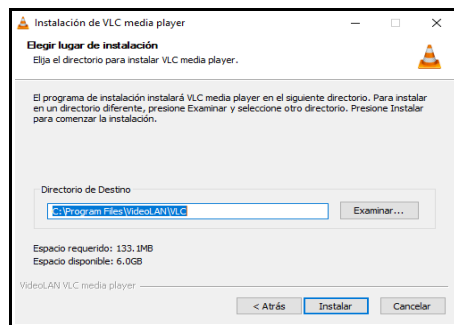 Instalación de VLC media player
Elegir lugar de instalación
Elija el directorio para instalar VLC media player.
El programa de instalación instalará VLC media player en el siguiente directorio. Para instalar
en un directorio diferente, presione Examinar y seleccione otro directorio. Presione Instalar
para comenzar la instalación.
Directorio de Destino
C:\Program Files\VideoLAN\VLC
Examinar...
Espacio requerido: 133.1MB
Espacio disponible: 6.0GB
VideoLAN VLC media player
< Atrás
Instalar
Cancelar